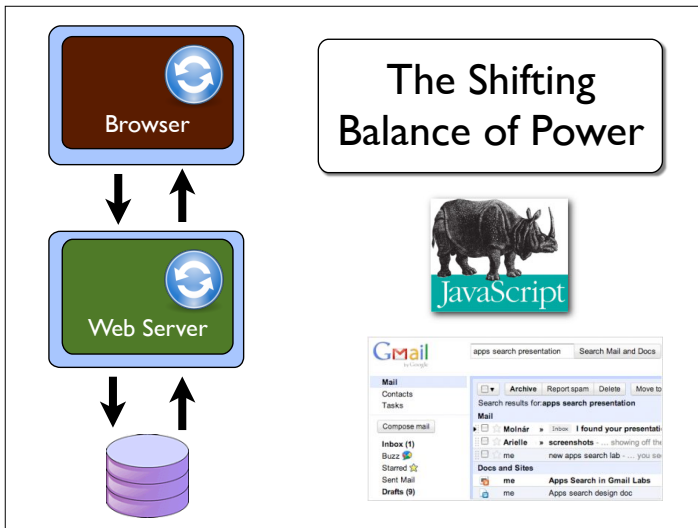 Browser
Web Server
The Shifting
Balance of Power
JavaScript
GMail
by Google
apps search presentation
Search Mail and Docs
Mail
Contacts
Tasks
Compose mail
Inbox (1)
Buzz
Starred
Sent Mail
Drafts (9)
Archive Report spam Delete Move to
Search results for:apps search presentation
Mail
Molnár » Inbox I found your presentati
Arielle » screenshots - ... showing off the
me new apps search lab - ... you se
Docs and Sites
me Apps Search in Gmail Labs
me Apps search design doc